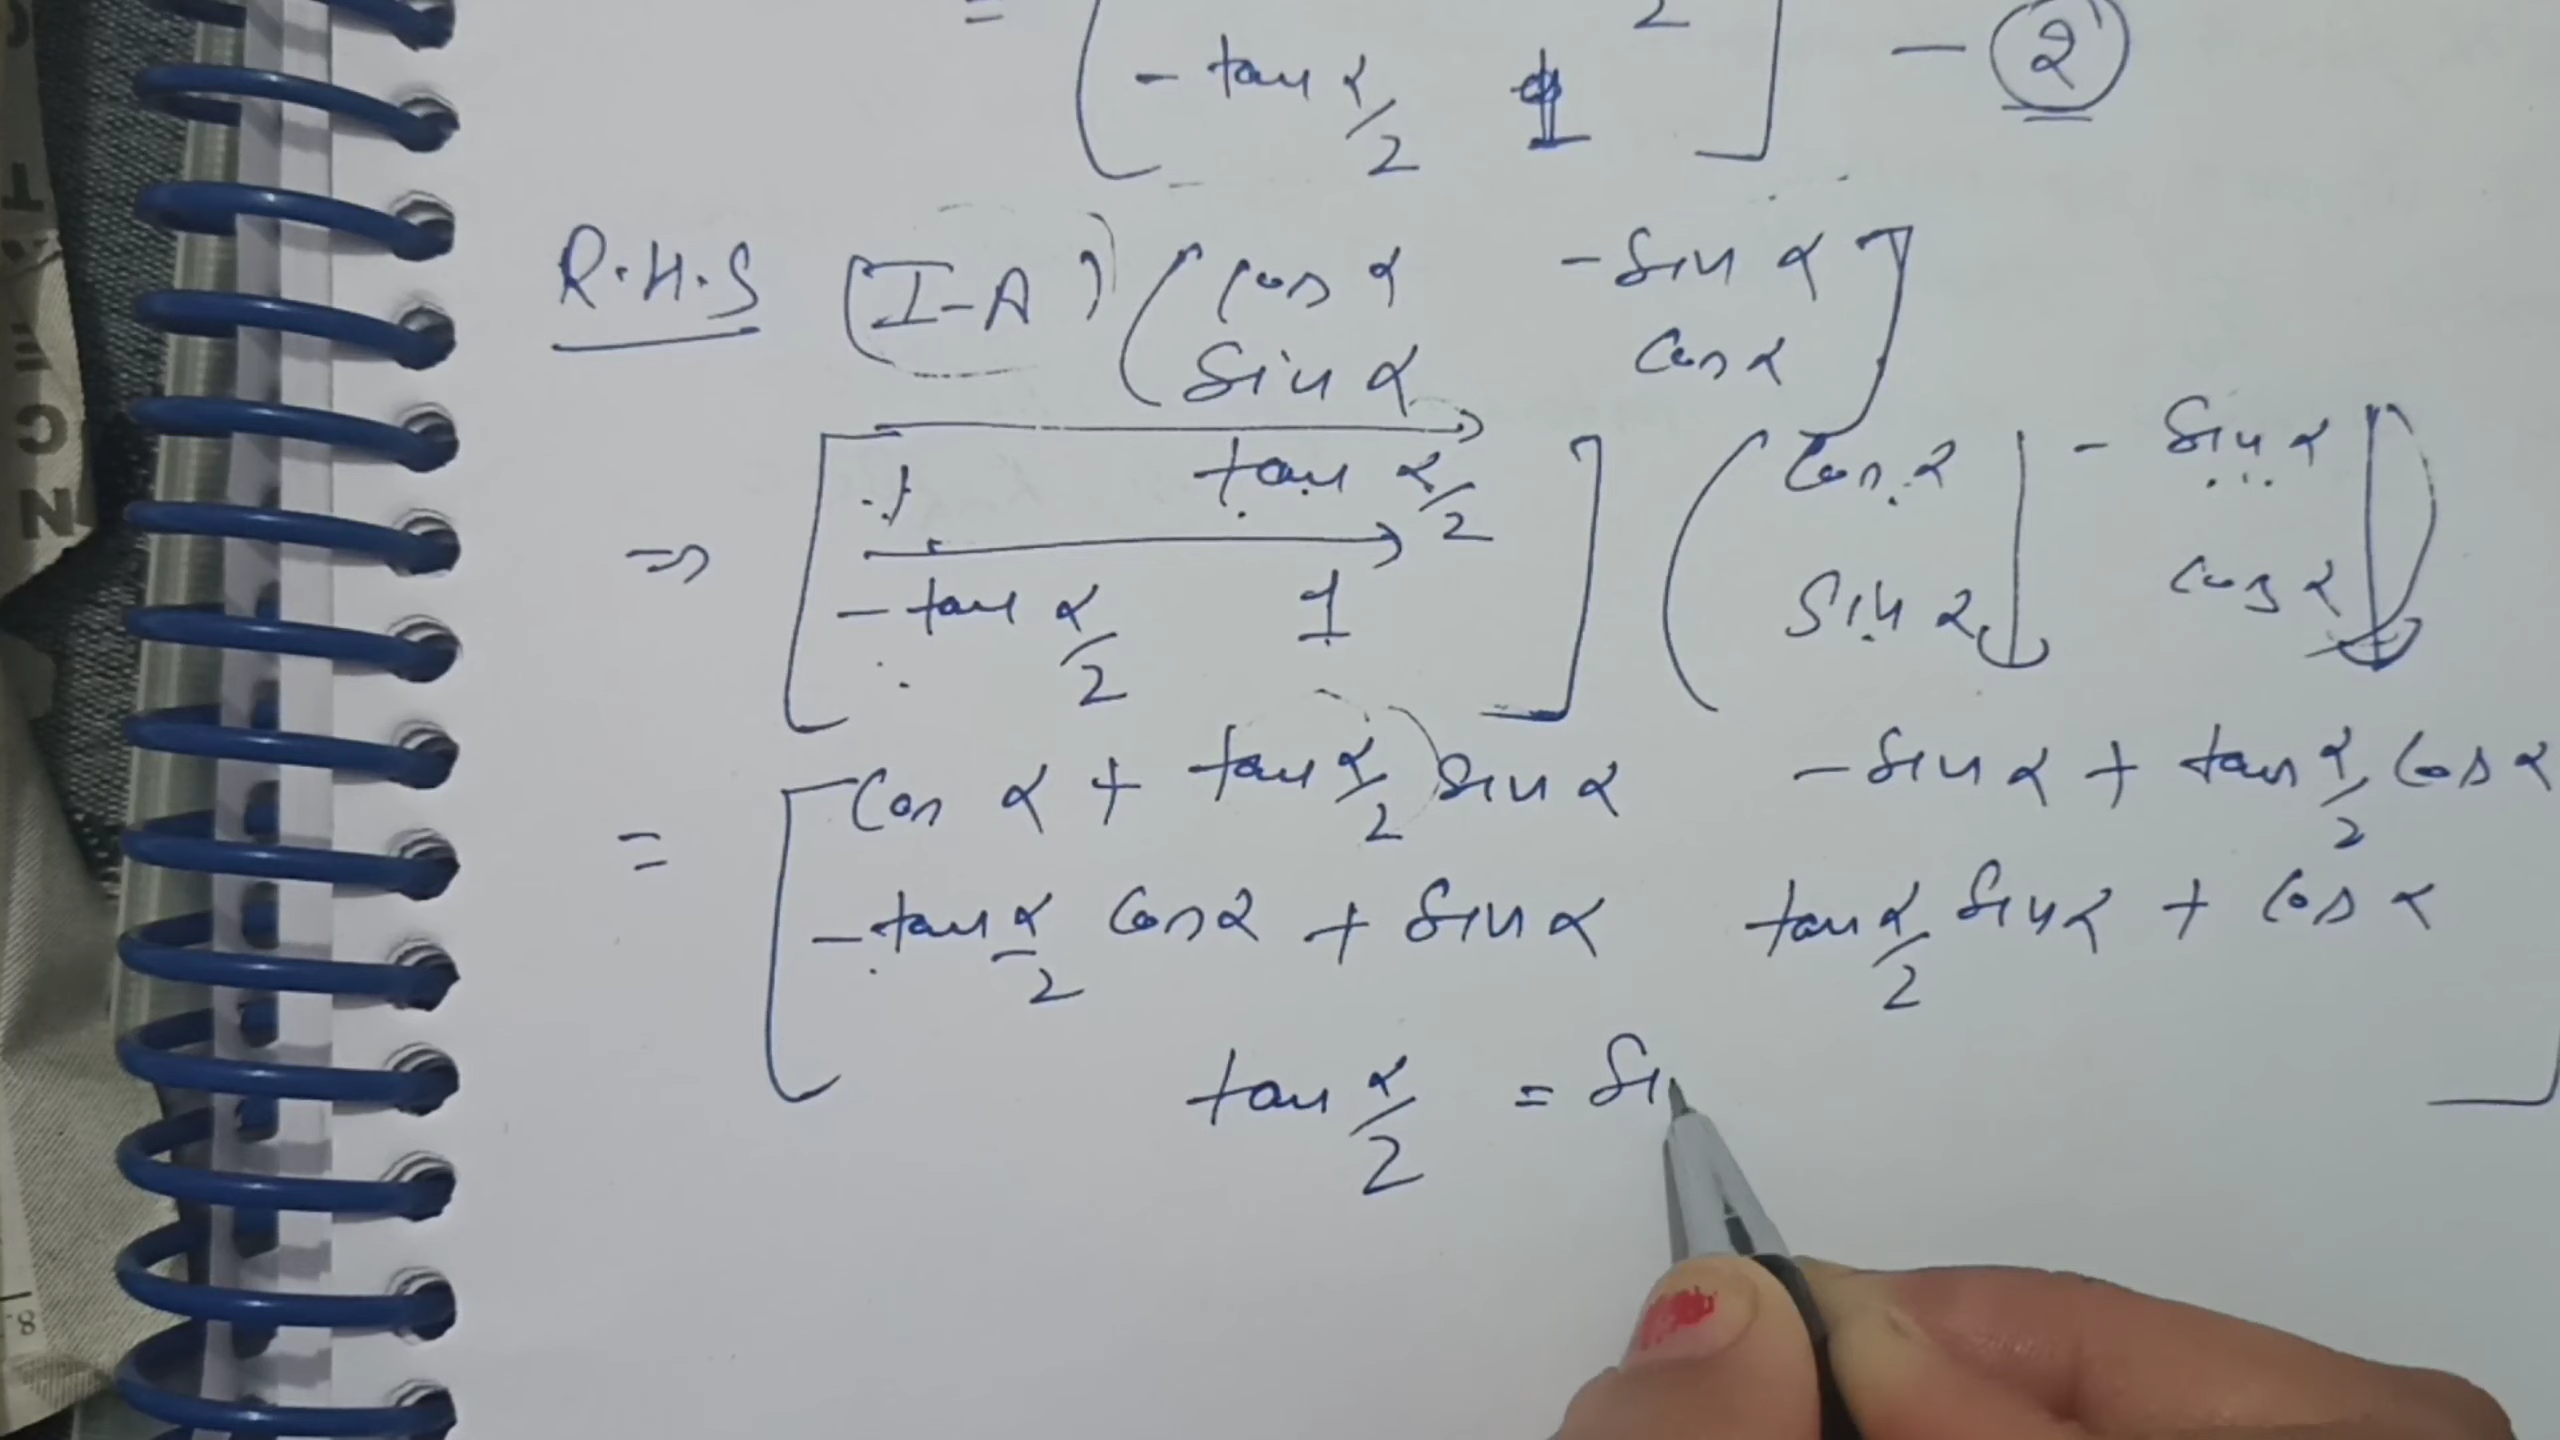 = [ 2
- tan α/2 1 ] - ②
R.H.S (I-A) [ cos α - sin α
sin α cos α ]
⇒ [ 1 tan α/2 ] [ cos α - sin α
- tan α/2 1 sin α cos α
= [ cos α + tan α/2 sin α - sin α + tan α/2 cos α
- tan α/2 cos α + sin α tan α/2 sin α + cos α ]
tan α/2 = si